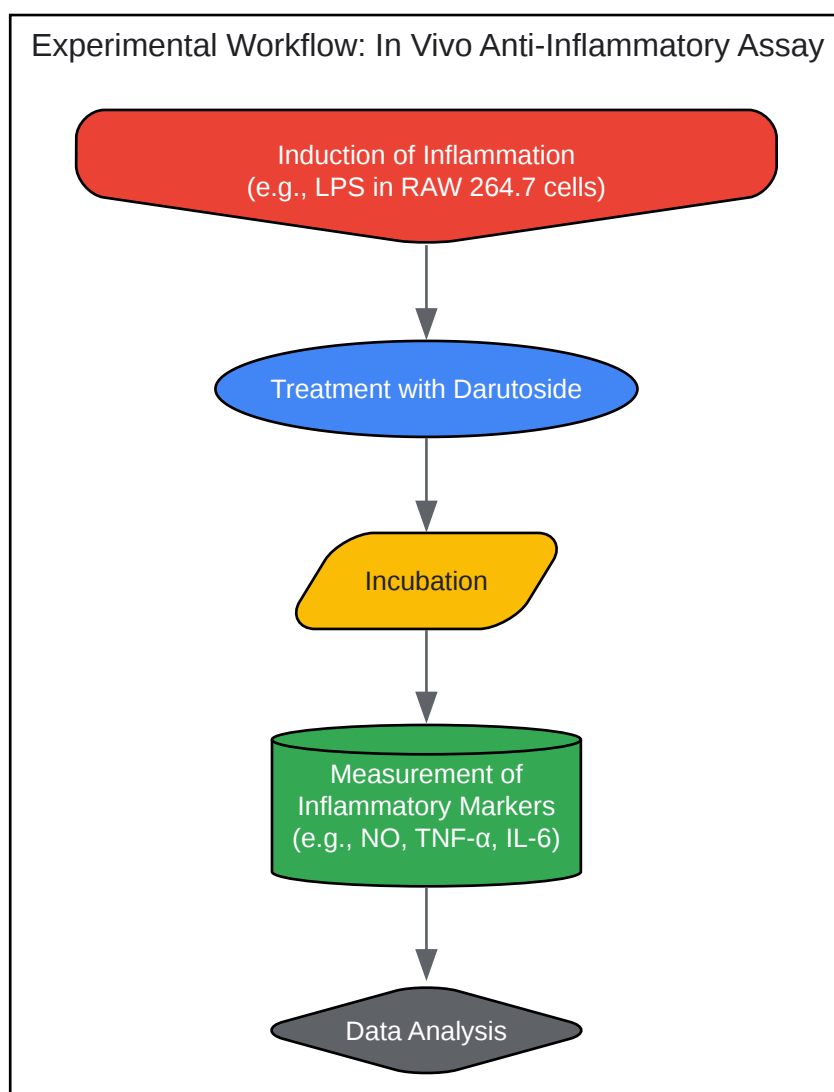 Experimental Workflow: In Vivo Anti-Inflammatory Assay
Induction of Inflammation
(e.g., LPS in RAW 264.7 cells)
Treatment with Darutoside
Incubation
Measurement of
Inflammatory Markers
(e.g., NO, TNF-α, IL-6)
Data Analysis